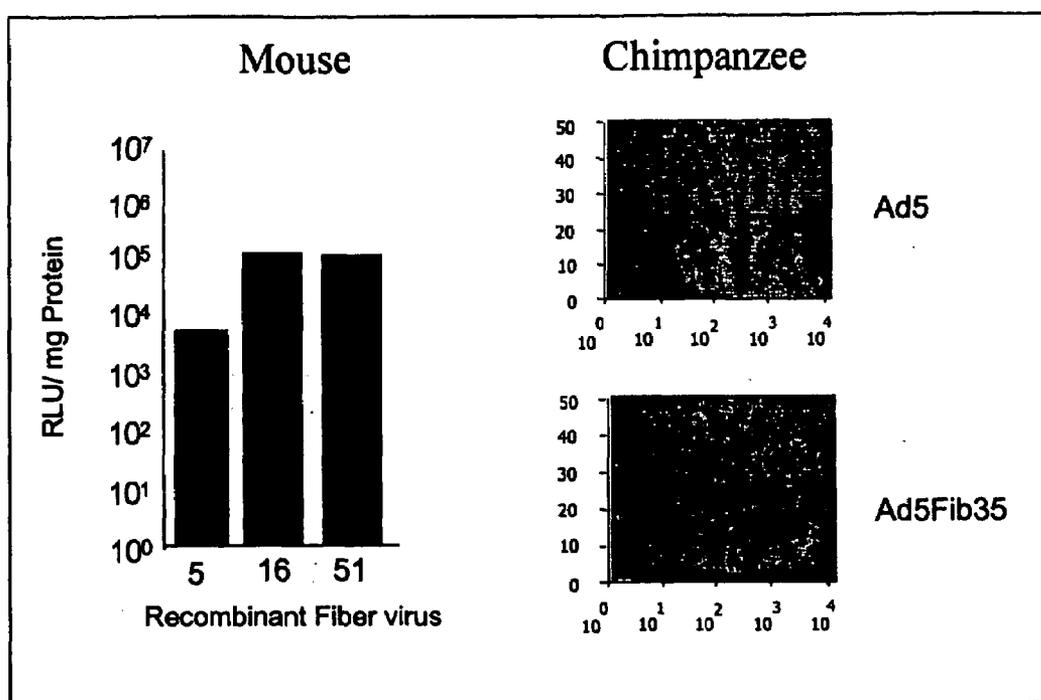 Mouse
RLU/ mg Protein
10⁷
10⁶
10⁵
10⁴
10³
10²
10¹
10⁰
5 16 51
Recombinant Fiber virus
Chimpanzee
50
40
30
20
10
0
10⁰ 10¹ 10² 10³ 10⁴
Ad5
50
40
30
20
10
0
10⁰ 10¹ 10² 10³ 10⁴
Ad5Fib35